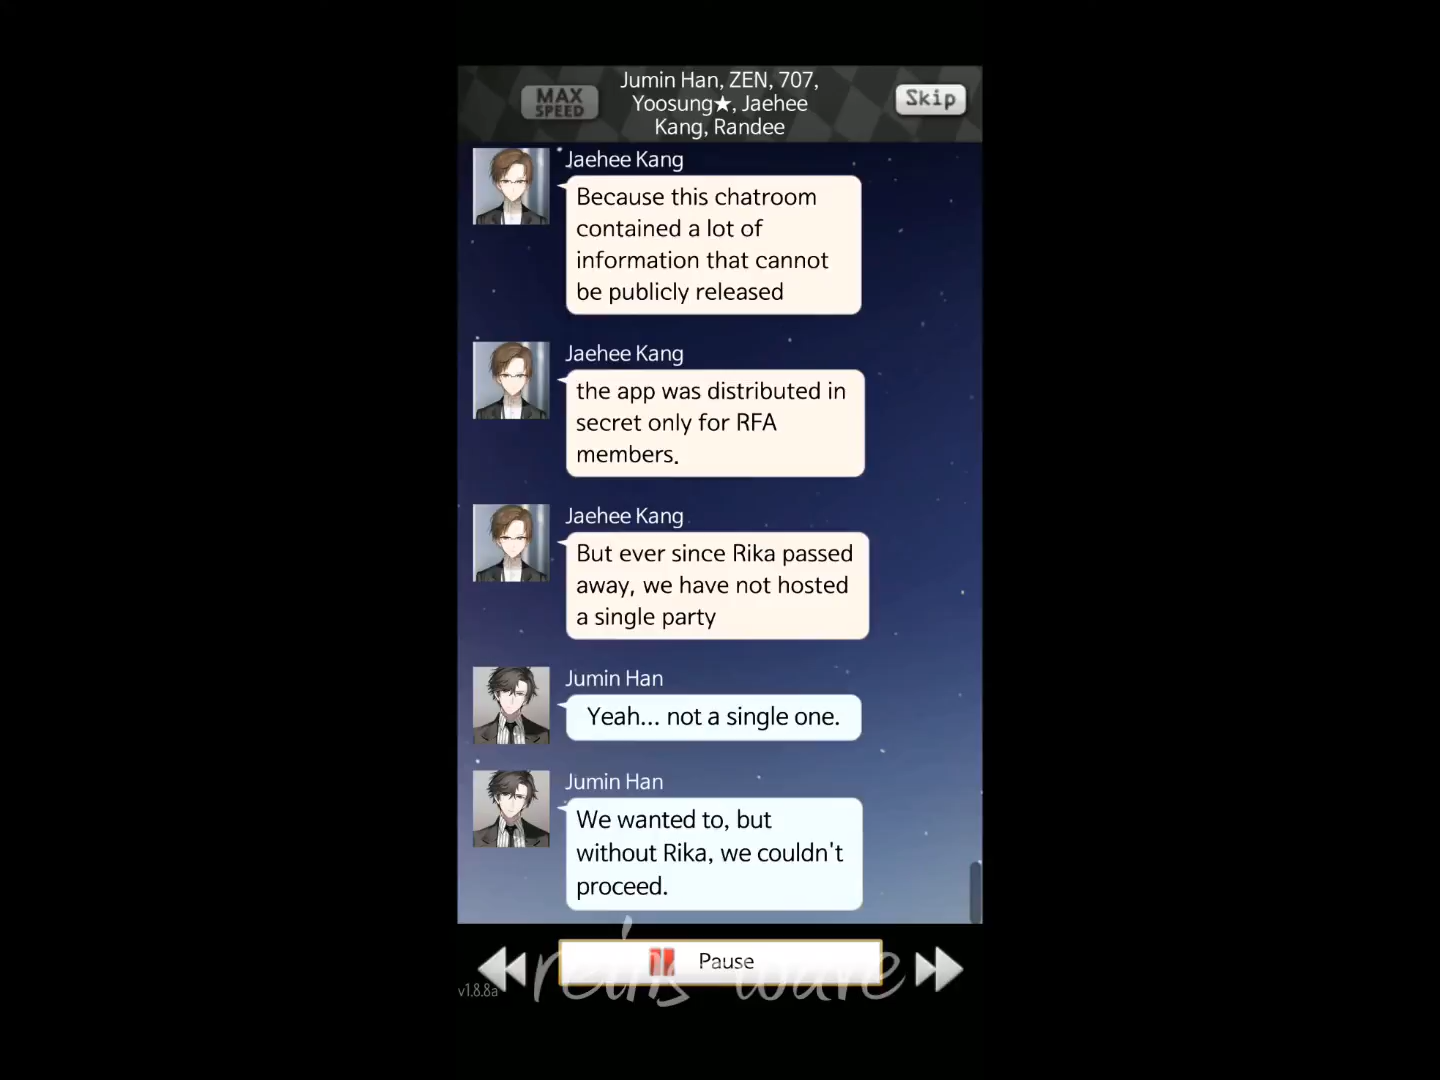 MAX
SPEED
Jumin Han, ZEN, 707,
Yoosung★, Jaehee
Kang, Randee
Skip
Jaehee Kang
Because this chatroom
contained a lot of
information that cannot
be publicly released
Jaehee Kang
the app was distributed in
secret only for RFA
members.
Jaehee Kang
But ever since Rika passed
away, we have not hosted
a single party
Jumin Han
Yeah... not a single one.
Jumin Han
We wanted to, but
without Rika, we couldn't
proceed.
Pause
v1.8.8a